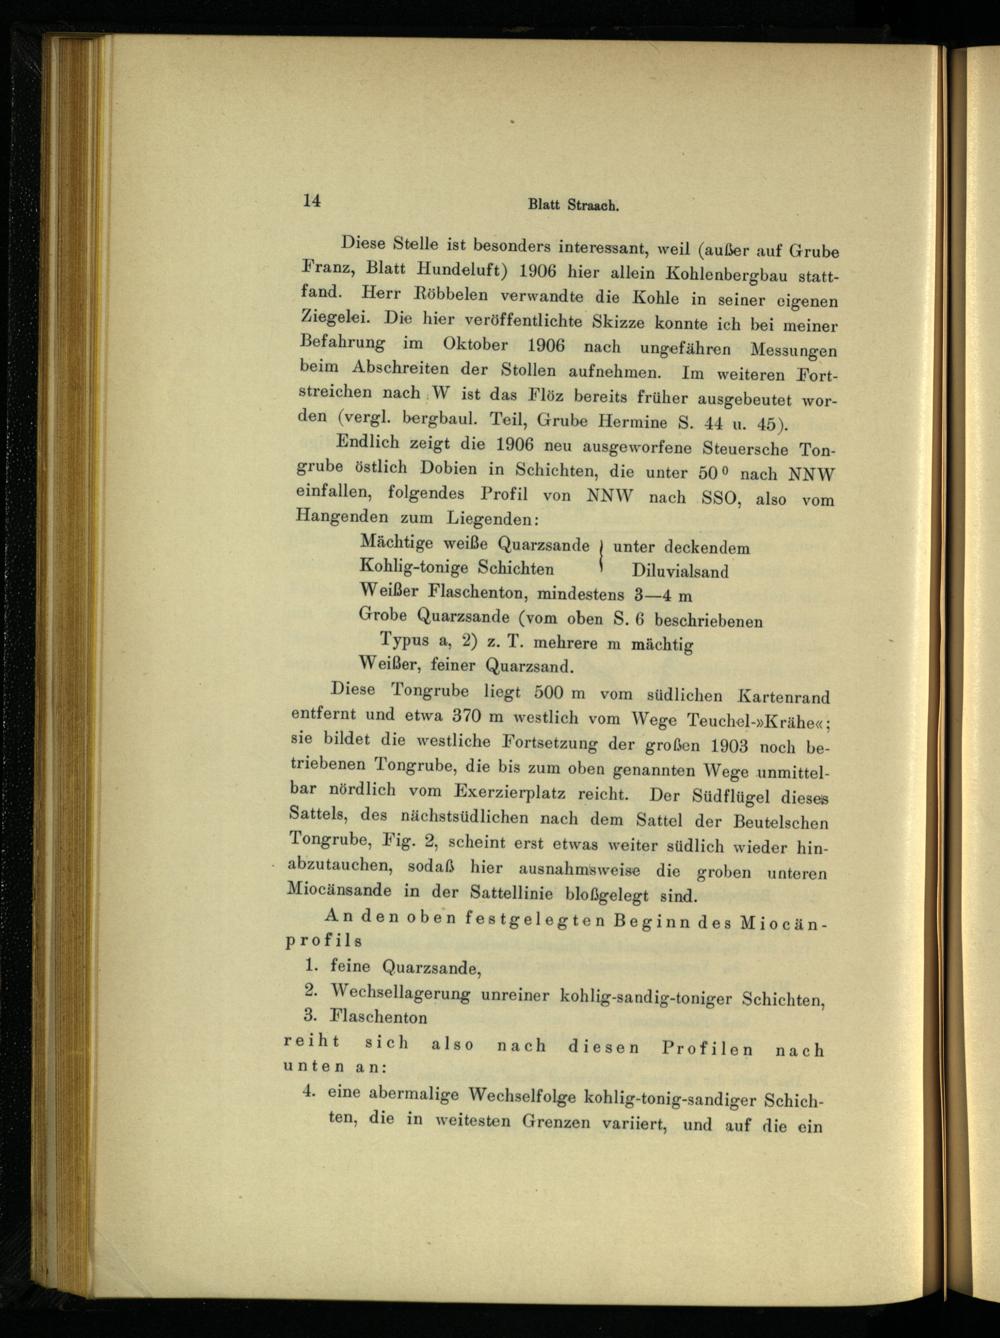 14
Blatt Straach.
Diese Stelle ist besonders interessant, weil (außer auf Grube
Franz, Blatt Hundeluft) 1906 hier allein Kohlenbergbau statt-
fand. Herr Röbbelen verwandte die Kohle in seiner eigenen
Ziegelei. Die hier veröffentlichte Skizze konnte ich bei meiner
Befahrung im Oktober 1906 nach ungefähren Messungen
beim Abschreiten der Stollen aufnehmen. Im weiteren Fort-
streichen nach W ist das Flöz bereits früher ausgebeutet wor-
den (vergl. bergbaul. Teil, Grube Hermine S. 44 u. 45).
Endlich zeigt die 1906 neu ausgeworfene Steuersche Ton-
grube östlich Dobien in Schichten, die unter 50⁰ nach NNW
einfallen, folgendes Profil von NNW nach SSO, also vom
Hangenden zum Liegenden:
Mächtige weiße Quarzsande } unter deckendem
Kohlig-tonige Schichten } Diluvialsand
Weißer Flaschenton, mindestens 3—4 m
Grobe Quarzsande (vom oben S. 6 beschriebenen
Typus a, 2) z. T. mehrere m mächtig
Weißer, feiner Quarzsand.
Diese Tongrube liegt 500 m vom südlichen Kartenrand
entfernt und etwa 370 m westlich vom Wege Teuchel-»Krähe«;
sie bildet die westliche Fortsetzung der großen 1903 noch be-
triebenen Tongrube, die bis zum oben genannten Wege unmittel-
bar nördlich vom Exerzierplatz reicht. Der Südflügel dieses
Sattels, des nächstsüdlichen nach dem Sattel der Beutelschen
Tongrube, Fig. 2, scheint erst etwas weiter südlich wieder hin-
abzutauchen, sodaß hier ausnahmsweise die groben unteren
Miocänsande in der Sattellinie bloßgelegt sind.
An den oben festgelegten Beginn des Miocän-
profils
1. feine Quarzsande,
2. Wechsellagerung unreiner kohlig-sandig-toniger Schichten,
3. Flaschenton
reiht sich also nach diesen Profilen nach
unten an:
4. eine abermalige Wechselfolge kohlig-tonig-sandiger Schich-
ten, die in weitesten Grenzen variiert, und auf die ein